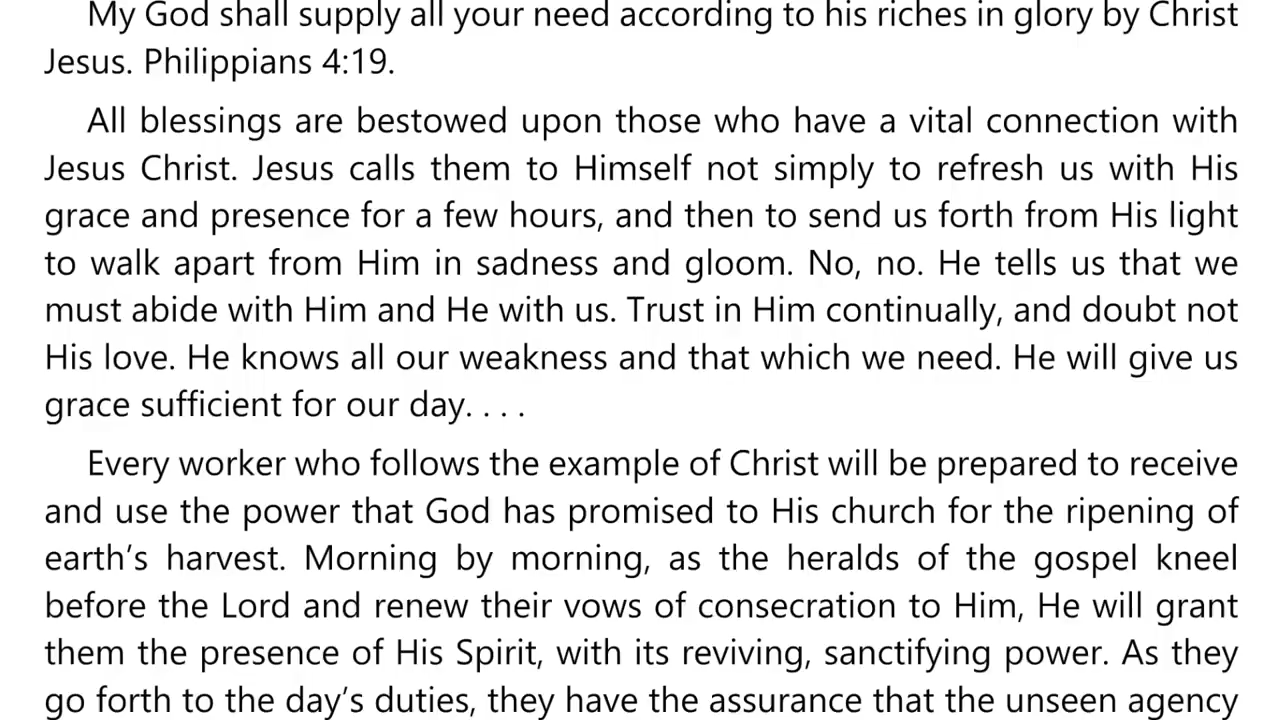 My God shall supply all your need according to his riches in glory by Christ
Jesus. Philippians 4:19.
All blessings are bestowed upon those who have a vital connection with
Jesus Christ. Jesus calls them to Himself not simply to refresh us with His
grace and presence for a few hours, and then to send us forth from His light
to walk apart from Him in sadness and gloom. No, no. He tells us that we
must abide with Him and He with us. Trust in Him continually, and doubt not
His love. He knows all our weakness and that which we need. He will give us
grace sufficient for our day. . . .
Every worker who follows the example of Christ will be prepared to receive
and use the power that God has promised to His church for the ripening of
earth’s harvest. Morning by morning, as the heralds of the gospel kneel
before the Lord and renew their vows of consecration to Him, He will grant
them the presence of His Spirit, with its reviving, sanctifying power. As they
go forth to the day’s duties, they have the assurance that the unseen agency